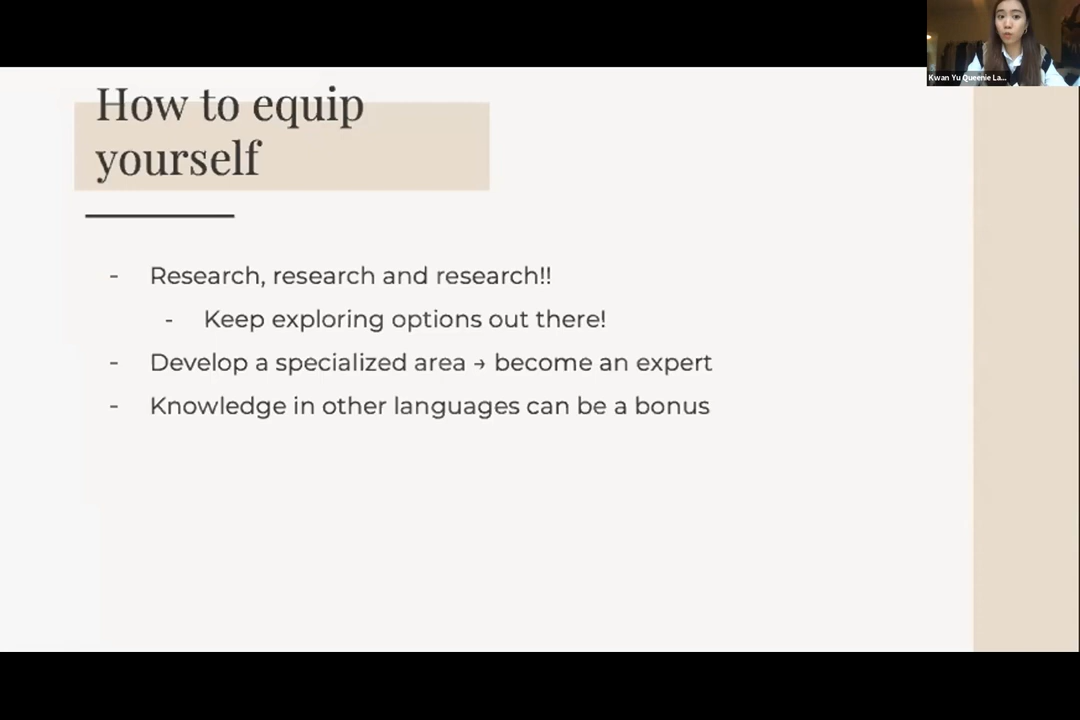 How to equip
yourself
- Research, research and research!!
- Keep exploring options out there!
- Develop a specialized area → become an expert
- Knowledge in other languages can be a bonus
Kwan Yu Queenie La...